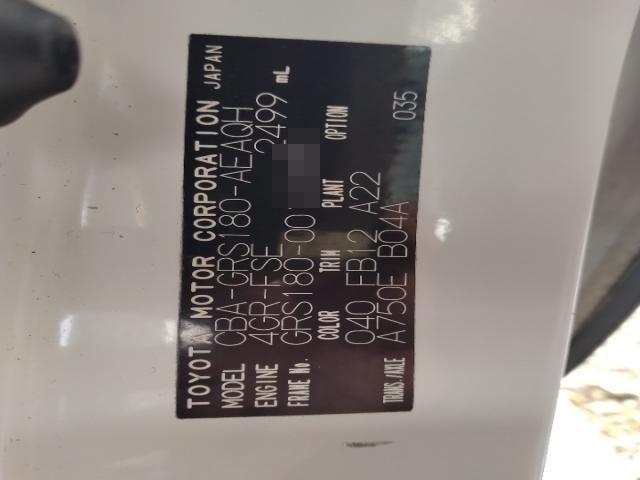 TOYOTA MOTOR CORPORATION JAPAN
MODEL CBA-GRS180-AEAQH
ENGINE 4GR-FSE 2499 mL
FRAME No. GRS180-00
COLOR TRIM PLANT OPTION
040 FB12 A22
TRANS./AXLE A750E B04A 035